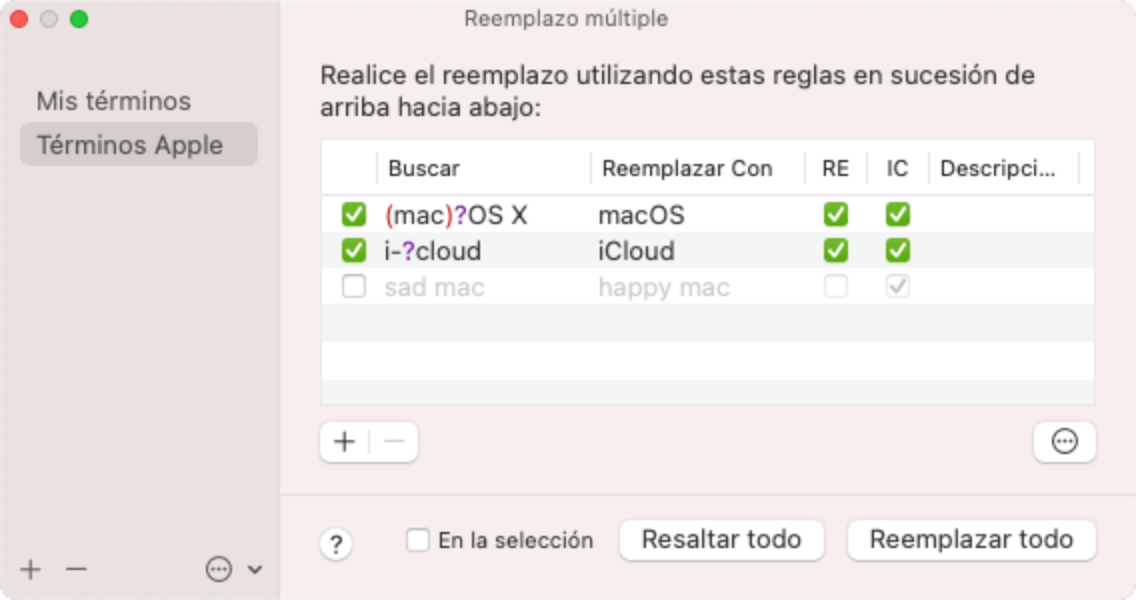 Reemplazo múltiple
Mis términos
Términos Apple
Realice el reemplazo utilizando estas reglas en sucesión de
arriba hacia abajo:
Buscar Reemplazar Con RE IC Descripci...
(mac)?OS X macOS
i-?cloud iCloud
sad mac happy mac
? En la selección Resaltar todo Reemplazar todo